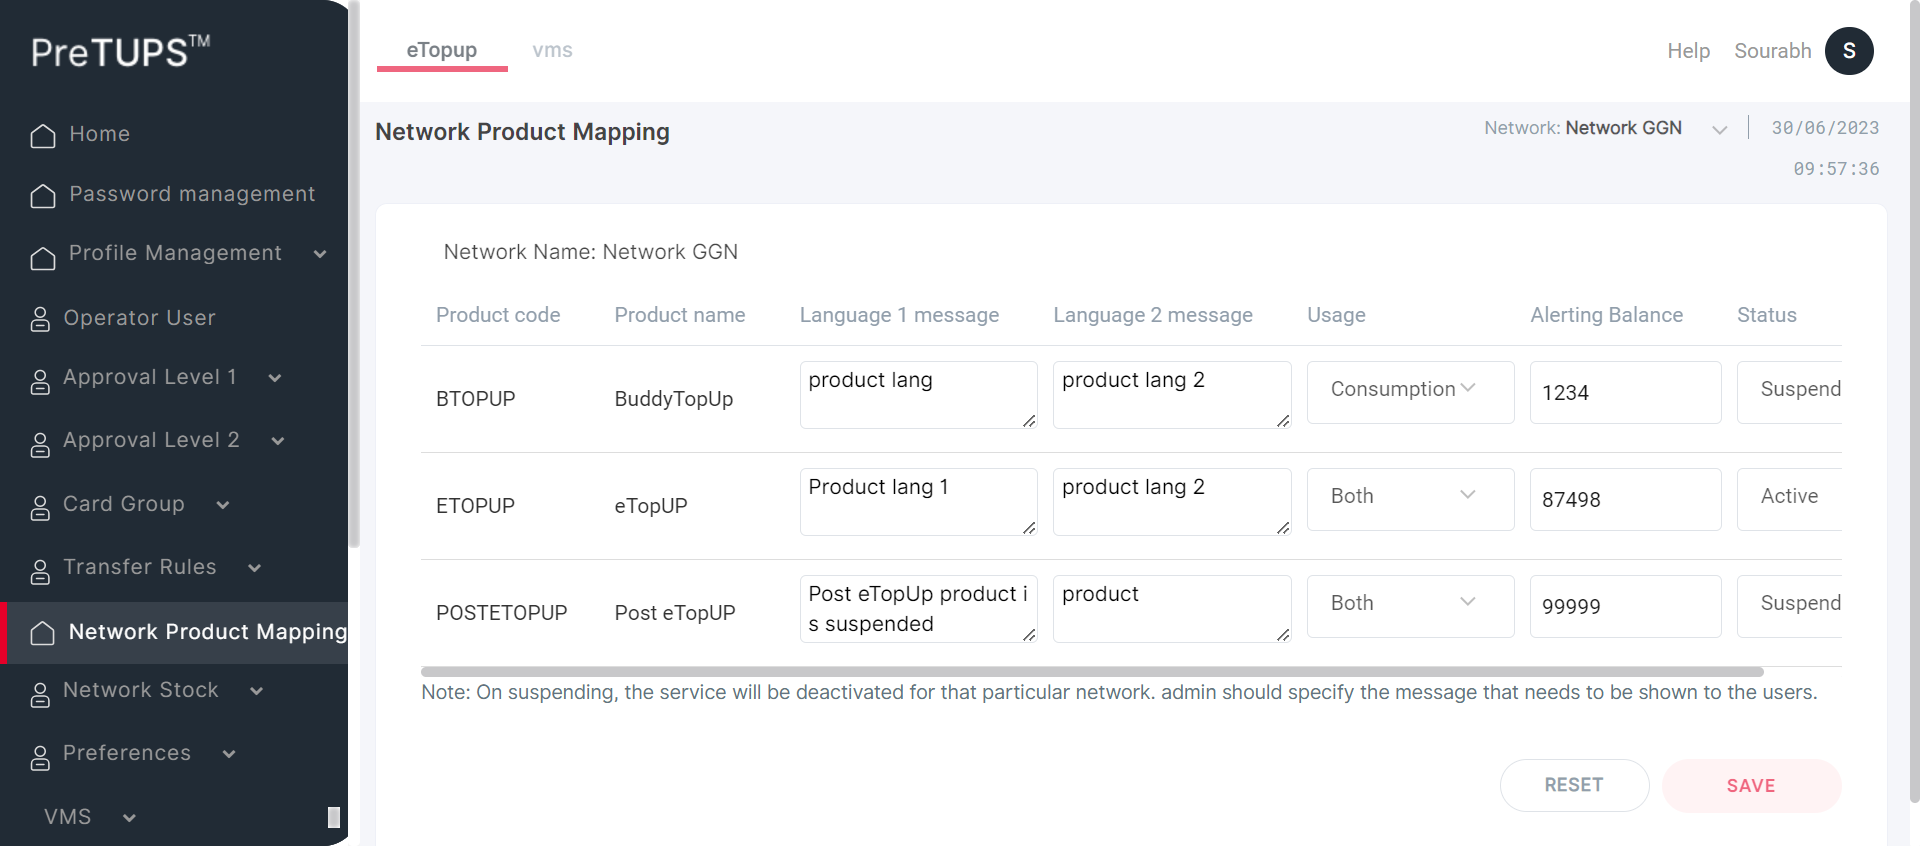 PreTUPS™
Home
Password management
Profile Management
Operator User
Approval Level 1
Approval Level 2
Card Group
Transfer Rules
Network Product Mapping
Network Stock
Preferences
VMS
eTopup vms
Help Sourabh S
Network Product Mapping
Network: Network GGN 30/06/2023
09:57:36
Network Name: Network GGN
Product code Product name Language 1 message Language 2 message Usage Alerting Balance Status
BTOPUP BuddyTopUp product lang product lang 2 Consumption 1234 Suspend
ETOPUP eTopUP Product lang 1 product lang 2 Both 87498 Active
POSTETOPUP Post eTopUP Post eTopUp product i product Both 99999 Suspend
s suspended
Note: On suspending, the service will be deactivated for that particular network. admin should specify the message that needs to be shown to the users.
RESET SAVE